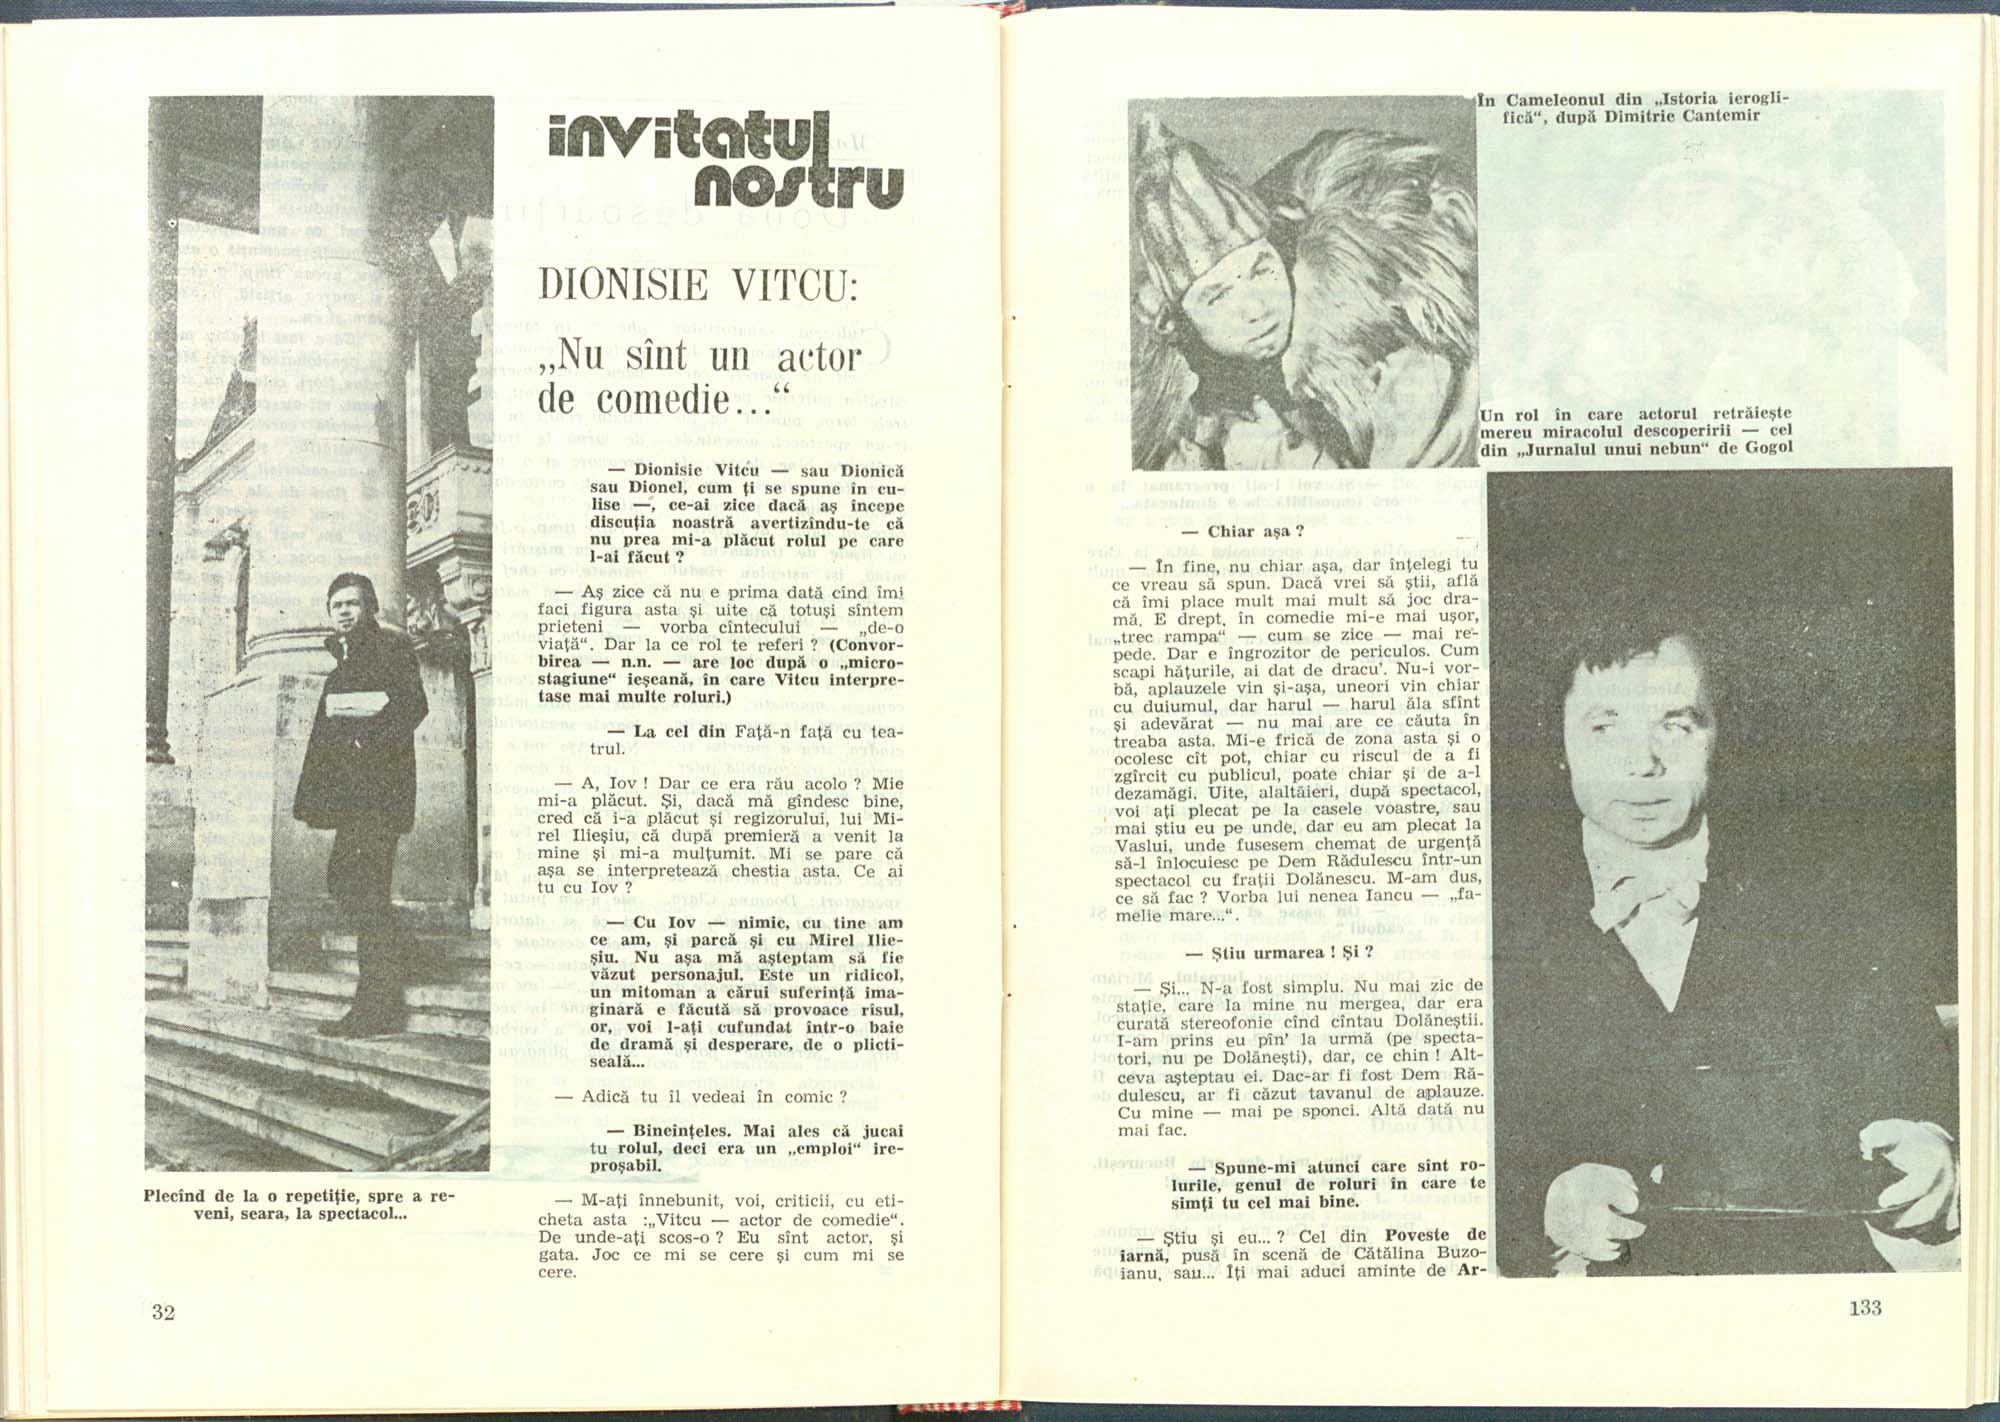 invitatul
nostru
DIONISIE VITCU:
„Nu sînt un actor
de comedie...“
— Dionisie Vitcu — sau Dionică
sau Dionel, cum ți se spune în cu-
lise —, ce-ai zice dacă aș începe
discuția noastră avertizîndu-te că
nu prea mi-a plăcut rolul pe care
l-ai făcut ?
— Aș zice că nu e prima dată cînd îmi
faci figura asta și uite că totuși sîntem
prieteni — vorba cîntecului — „de-o
viață“. Dar la ce rol te referi ? (Convor-
birea — n.n. — are loc după o „micro-
stagiune“ ieșeană, în care Vitcu interpre-
tase mai multe roluri.)
— La cel din Față-n față cu tea-
trul.
— A, Iov ! Dar ce era rău acolo ? Mie
mi-a plăcut. Și, dacă mă gîndesc bine,
cred că i-a plăcut și regizorului, lui Mi-
rel Ilieșiu, că după premieră a venit la
mine și mi-a mulțumit. Mi se pare că
așa se interpretează chestia asta. Ce ai
tu cu Iov ?
— Cu Iov — nimic, cu tine am
ce am, și parcă și cu Mirel Ilie-
șiu. Nu așa mă așteptam să fie
văzut personajul. Este un ridicol,
un mitoman a cărui suferință ima-
ginară e făcută să provoace rîsul,
or, voi l-ați cufundat într-o baie
de dramă și desperare, de o plicti-
seală...
— Adică tu îl vedeai în comic ?
— Bineînțeles. Mai ales că jucai
tu rolul, deci era un „emploi“ ire-
proșabil.
— M-ați înnebunit, voi, criticii, cu eti-
cheta asta :„Vitcu — actor de comedie“.
De unde-ați scos-o ? Eu sînt actor, și
gata. Joc ce mi se cere și cum mi se
cere.
Plecînd de la o repetiție, spre a re-
veni, seara, la spectacol...
32
În Cameleonul din „Istoria ierogli-
fică“, după Dimitrie Cantemir
Un rol în care actorul retrăiește
mereu miracolul descoperirii — cel
din „Jurnalul unui nebun“ de Gogol
— Chiar așa ?
— În fine, nu chiar așa, dar înțelegi tu
ce vreau să spun. Dacă vrei să știi, află
că îmi place mult mai mult să joc dra-
mă. E drept, în comedie mi-e mai ușor,
„trec rampa“ — cum se zice — mai re-
pede. Dar e îngrozitor de periculos. Cum
scapi hățurile, ai dat de dracu’. Nu-i vor-
bă, aplauzele vin și-așa, uneori vin chiar
cu duiumul, dar harul — harul ăla sfînt
și adevărat — nu mai are ce căuta în
treaba asta. Mi-e frică de zona asta și o
ocolesc cît pot, chiar cu riscul de a fi
zgîrcit cu publicul, poate chiar și de a-l
dezamăgi. Uite, alaltăieri, după spectacol,
voi ați plecat pe la casele voastre, sau
mai știu eu pe unde, dar eu am plecat la
Vaslui, unde fusesem chemat de urgență
să-l înlocuiesc pe Dem Rădulescu într-un
spectacol cu frații Dolănescu. M-am dus,
ce să fac ? Vorba lui nenea Iancu — „fa-
melie mare...“.
— Știu urmarea ! Și ?
— Și... N-a fost simplu. Nu mai zic de
stație, care la mine nu mergea, dar era
curată stereofonie cînd cîntau Dolăneștii.
I-am prins eu pîn’ la urmă (pe specta-
tori, nu pe Dolănești), dar, ce chin ! Alt-
ceva așteptau ei. Dac-ar fi fost Dem Ră-
dulescu, ar fi căzut tavanul de aplauze.
Cu mine — mai pe sponci. Altă dată nu
mai fac.
— Spune-mi atunci care sînt ro-
lurile, genul de roluri în care te
simți tu cel mai bine.
— Știu și eu... ? Cel din Poveste de
iarnă, pusă în scenă de Cătălina Buzo-
ianu, sau... Îți mai aduci aminte de Ar-
133